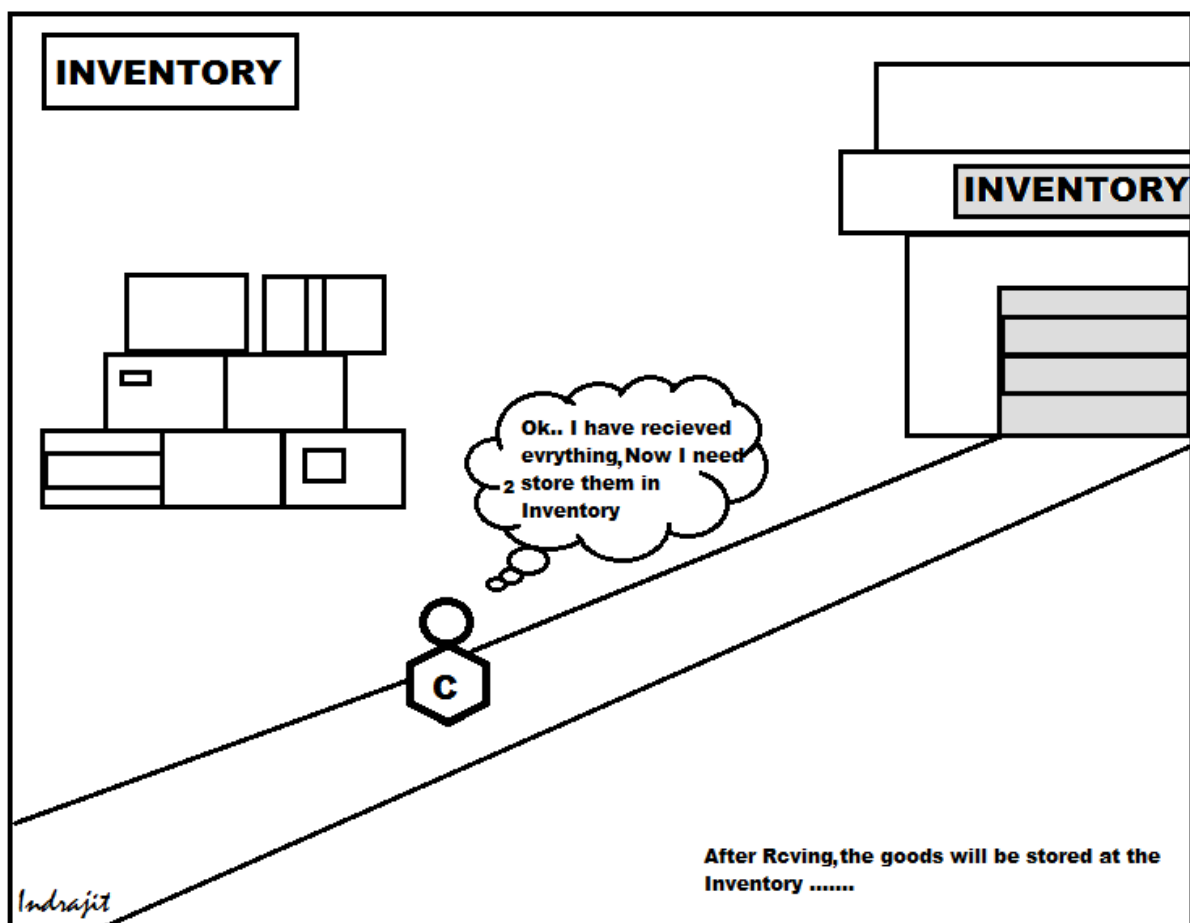 INVENTORY
INVENTORY
Ok.. I have recieved
evrything,Now I need
2 store them in
Inventory
C
After Rcving,the goods will be stored at the
Inventory .......
Indrajit